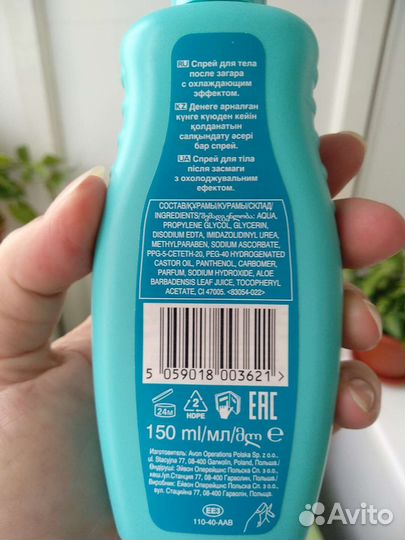 RU Спрей для тела
после загара
с охлаждающим
эффектом.
KZ Денеге арналған
күнге күюден кейін
қолданатын
салқындату әсері
бар спрей.
UA Спрей для тіла
після засмаги
з охолоджувальним
ефектом.
СОСТАВ/ҚҰРАМЫ/КУРАМЫ/СКЛАД/
INGREDIENTS/შემადგენლობა: AQUA,
PROPYLENE GLYCOL, GLYCERIN,
DISODIUM EDTA, IMIDAZOLIDINYL UREA,
METHYLPARABEN, SODIUM ASCORBATE,
PPG-5-CETETH-20, PEG-40 HYDROGENATED
CASTOR OIL, PANTHENOL, CARBOMER,
PARFUM, SODIUM HYDROXIDE, ALOE
BARBADENSIS LEAF JUICE, TOCOPHERYL
ACETATE, CI 47005. <83054-022>
5 059018 003621 >
24M 2 HDPE EAC
150 ml/мл/მლ e
Изготовитель: Avon Operations Polska Sp. z o.o.,
ul. Stacyjna 77, 08-400 Garwolin, Poland, Польша./
Өндіруші: Эйвон Оперейшнс Польска Сп. з о.о.,
көш./ул.Стацийна 77, 08-400 Гарволин, Польша./
Виробник: Ейвон Оперейшнс Польска Сп. з о.о.,
вул. Стаційна 77, 08-400 Гарволін, Польща.
EE3
110-40-AAB
Avito